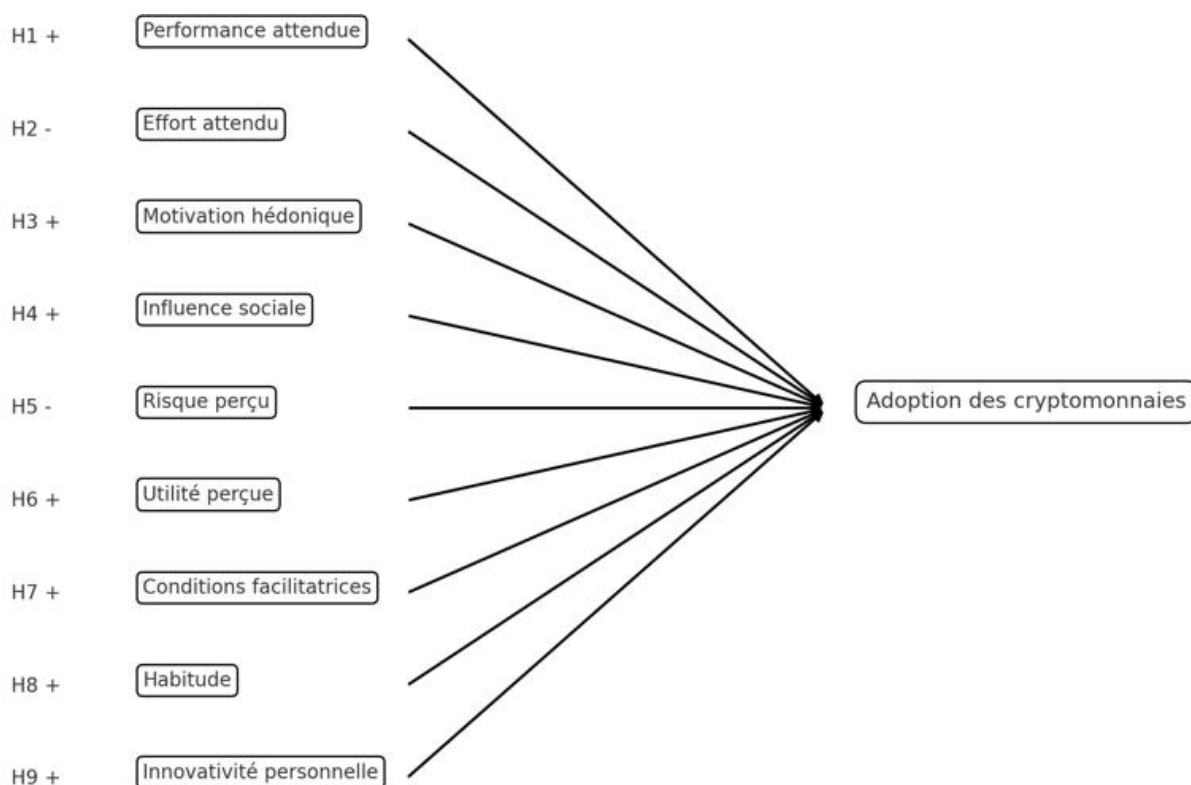 H1 + Performance attendue
H2 - Effort attendu
H3 + Motivation hédonique
H4 + Influence sociale
H5 - Risque perçu
Adoption des cryptomonnaies
H6 + Utilité perçue
H7 + Conditions facilitatrices
H8 + Habitude
H9 + Innovativité personnelle